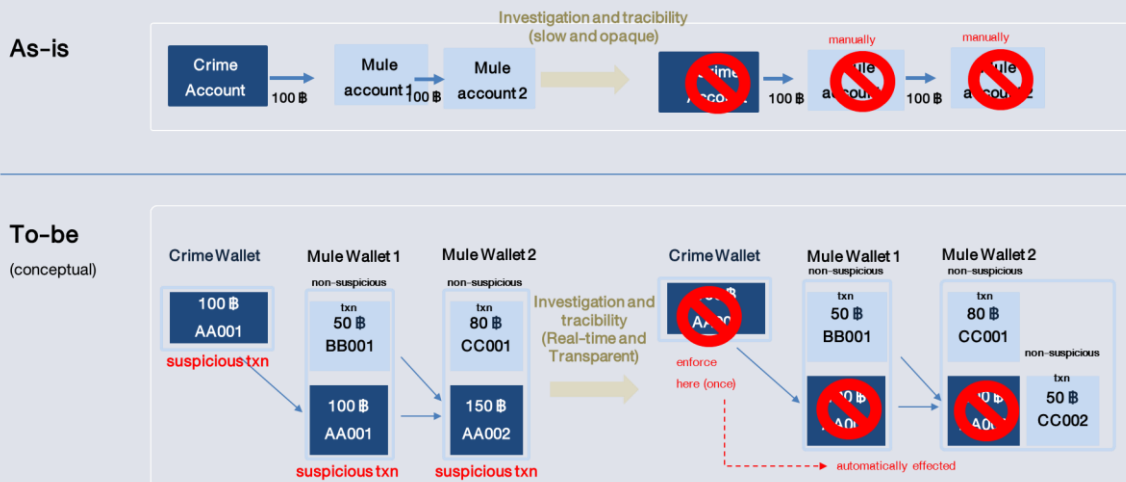 As-is
Investigation and tracibility
(slow and opaque)
Crime
Account
100 ฿
Mule
account 1
100 ฿
Mule
account 2
100 ฿
manually
100 ฿
manually
To-be
(conceptual)
Crime Wallet
100 ฿
AA001
suspicious txn
Mule Wallet 1
non-suspicious
txn
50 ฿
BB001
100 ฿
AA001
suspicious txn
Mule Wallet 2
non-suspicious
txn
80 ฿
CC001
150 ฿
AA002
suspicious txn
Investigation and
tracibility
(Real-time and
Transparent)
Crime Wallet
enforce
here (once)
Mule Wallet 1
non-suspicious
txn
50 ฿
BB001
Mule Wallet 2
non-suspicious
txn
80 ฿
CC001
non-suspicious
txn
50 ฿
CC002
automatically effected